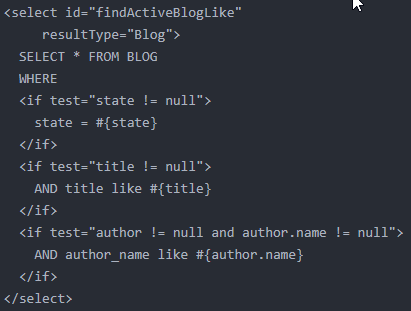 <select id="findActiveBlogLike"
resultType="Blog">
SELECT * FROM BLOG
WHERE
<if test="state != null">
state = #{state}
</if>
<if test="title != null">
AND title like #{title}
</if>
<if test="author != null and author.name != null">
AND author_name like #{author.name}
</if>
</select>